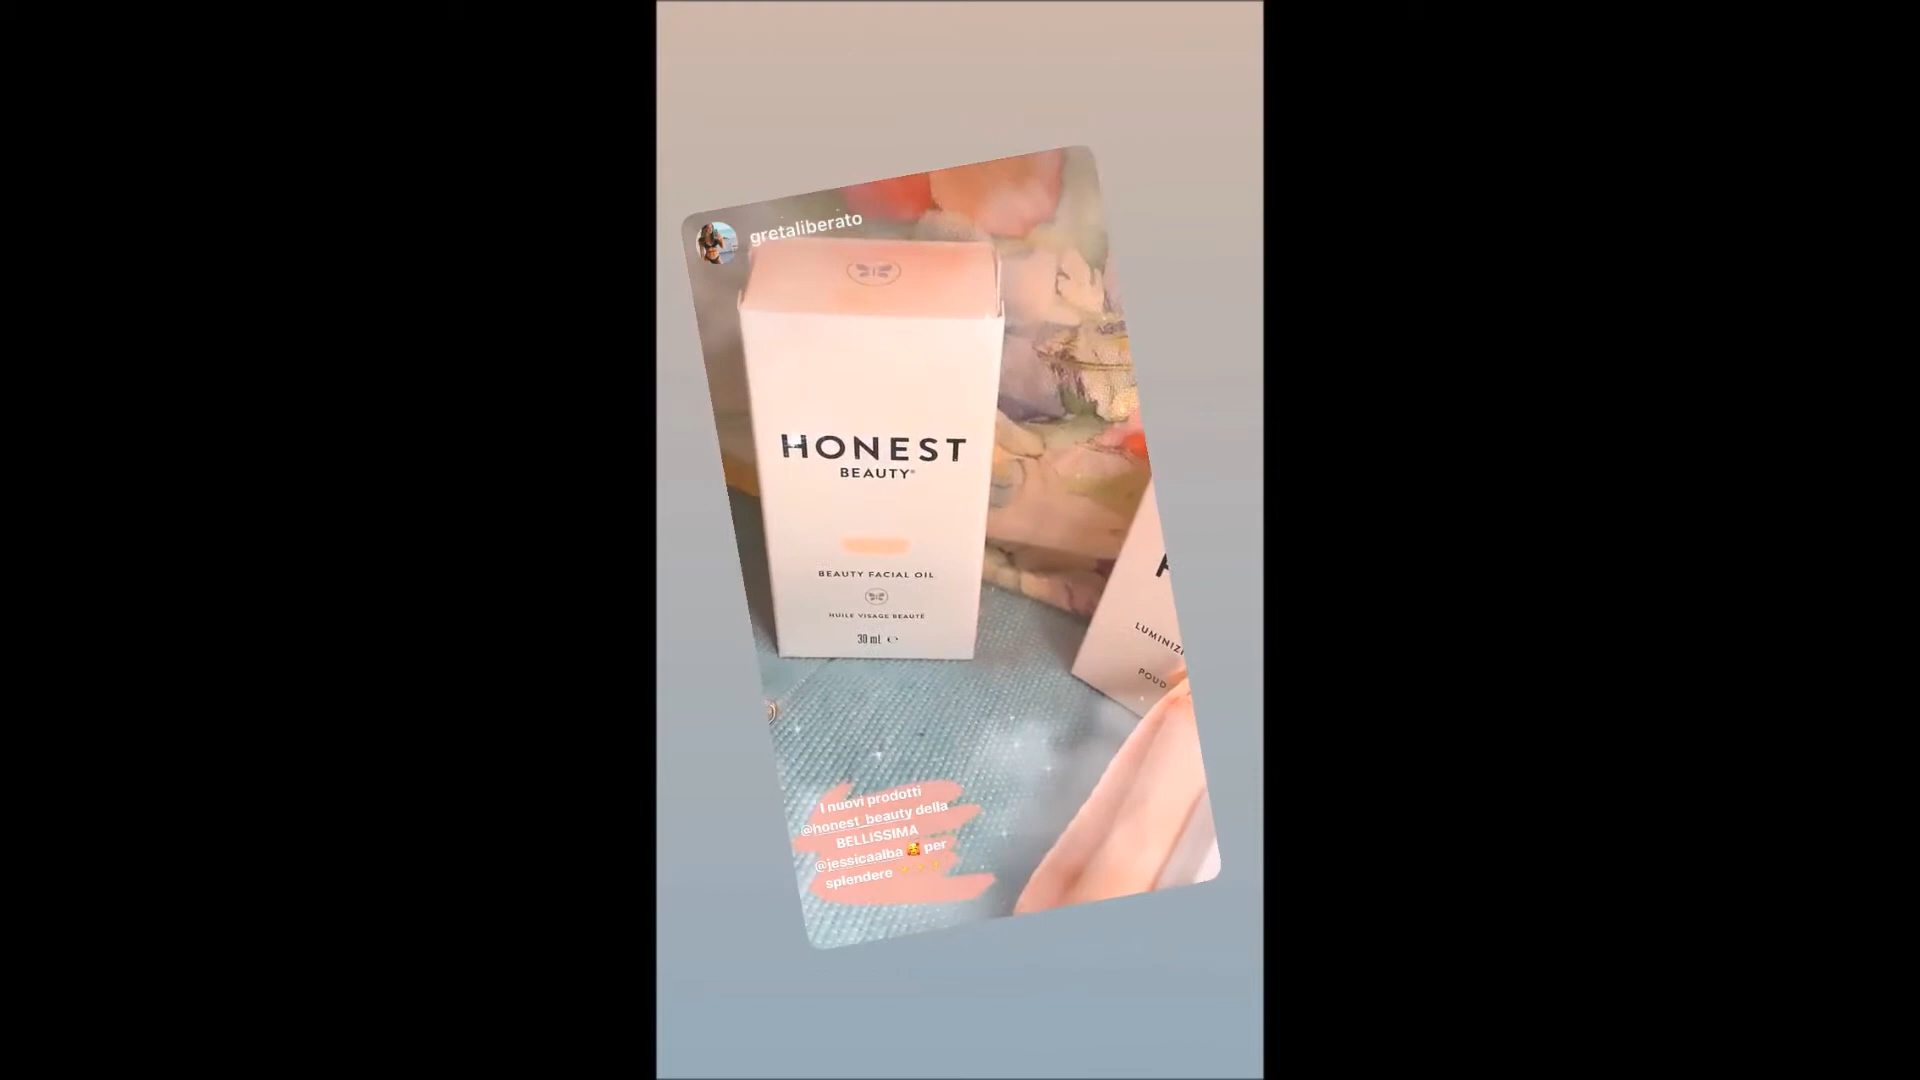 gretaliberato
HONEST
BEAUTY®
BEAUTY FACIAL OIL
HUILE VISAGE BEAUTÉ
30 ml ℮
I nuovi prodotti
@honest_beauty della
BELLISSIMA
@jessicaalba 🥰 per
splendere ✨✨✨